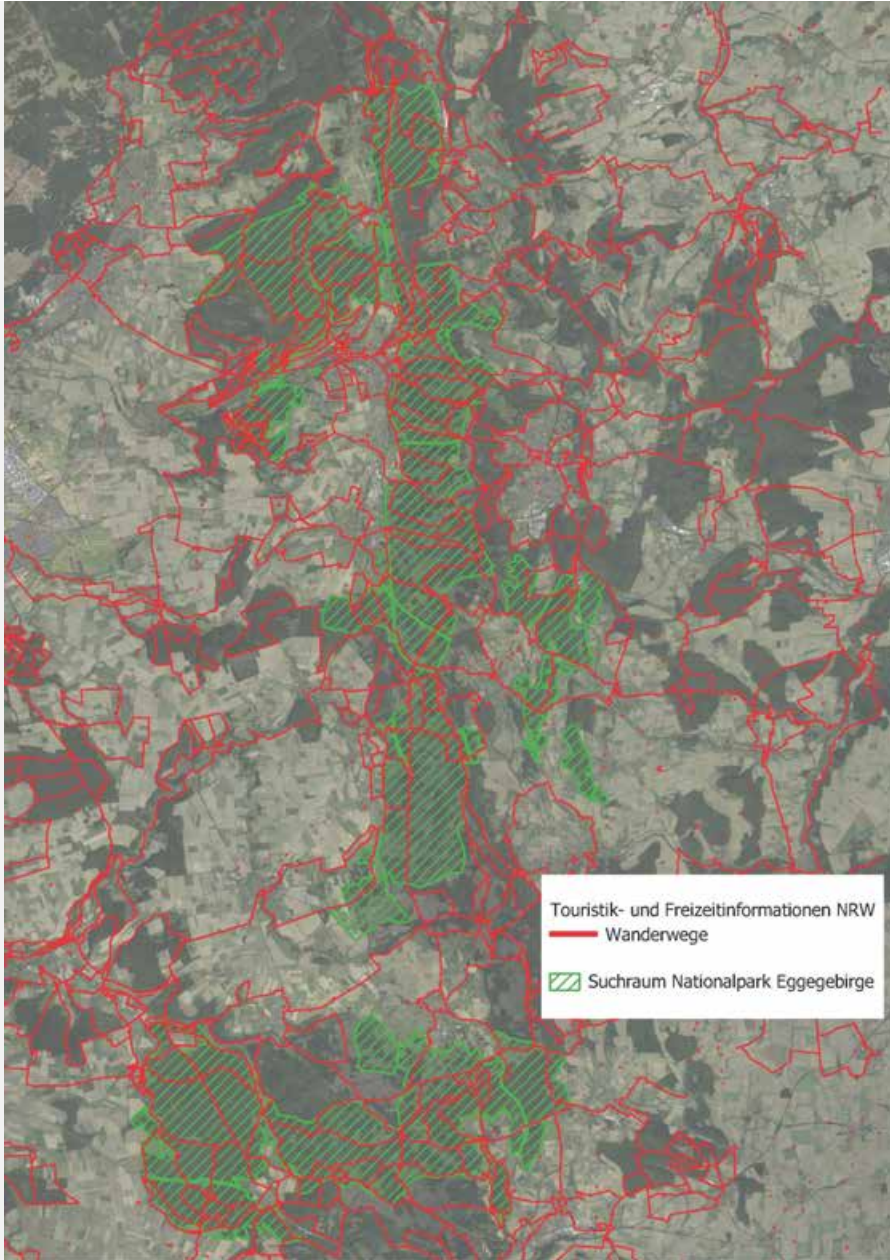 Touristik- und Freizeitinformationen NRW
Wanderwege
Suchraum Nationalpark Eggegebirge